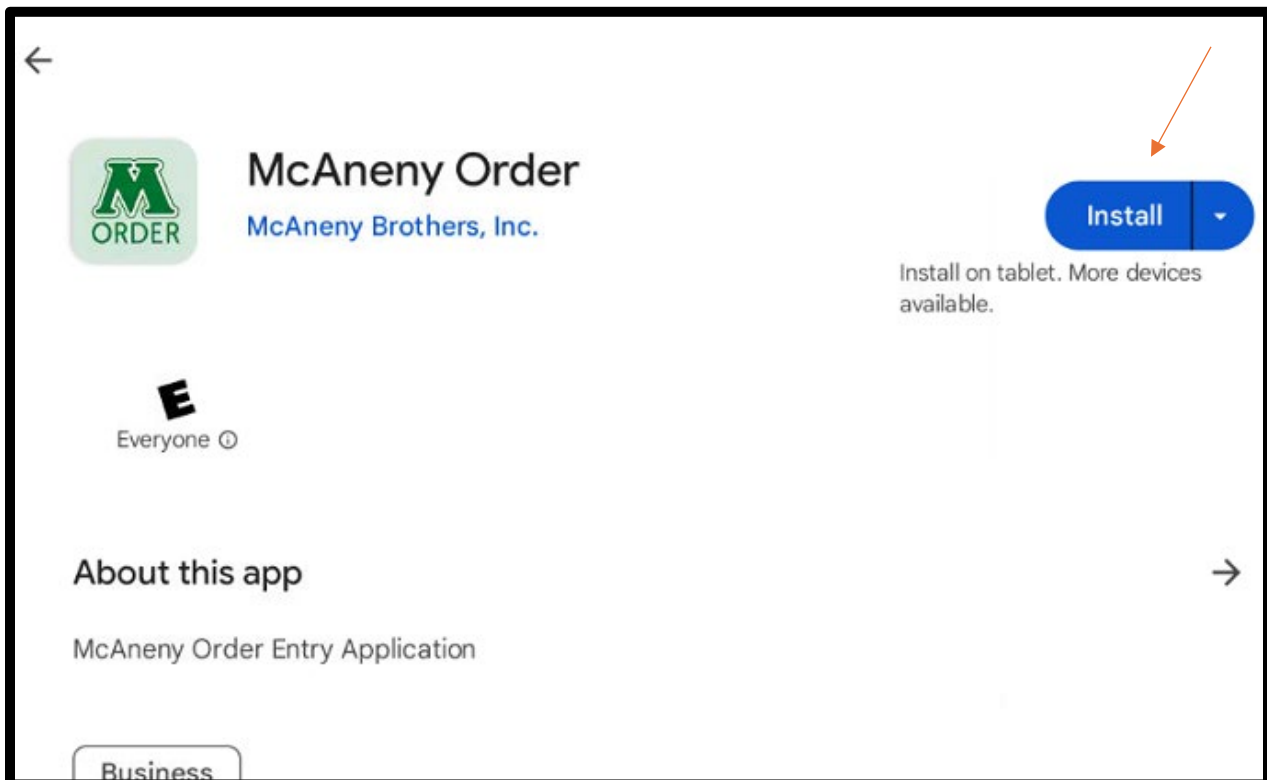 M
ORDER
McAneny Order
McAneny Brothers, Inc.
Install
Install on tablet. More devices
available.
E
Everyone
About this app
McAneny Order Entry Application
Business